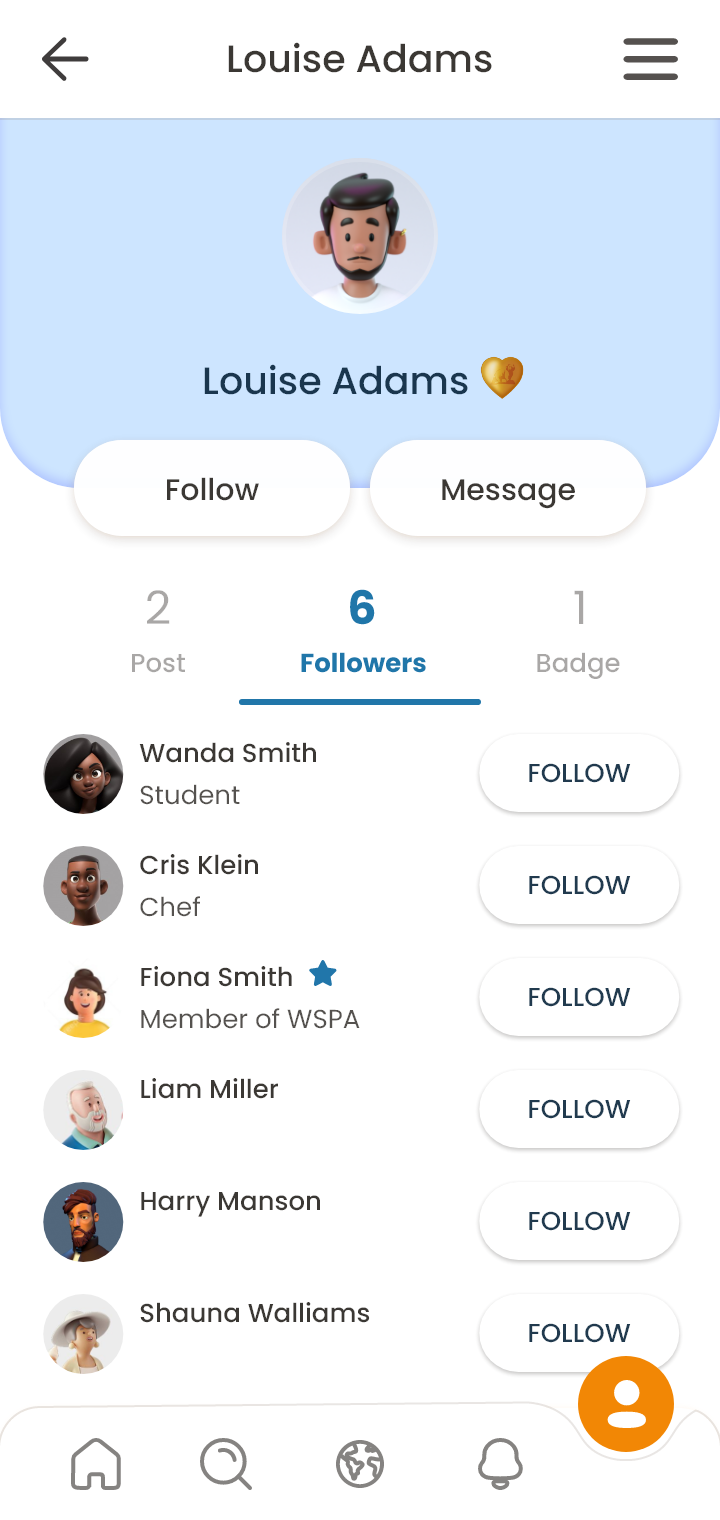 Louise Adams
Louise Adams
Follow
Message
2
6
1
Post
Followers
Badge
Wanda Smith
Student
FOLLOW
Cris Klein
Chef
FOLLOW
Fiona Smith
Member of WSPA
FOLLOW
Liam Miller
FOLLOW
Harry Manson
FOLLOW
Shauna Walliams
FOLLOW